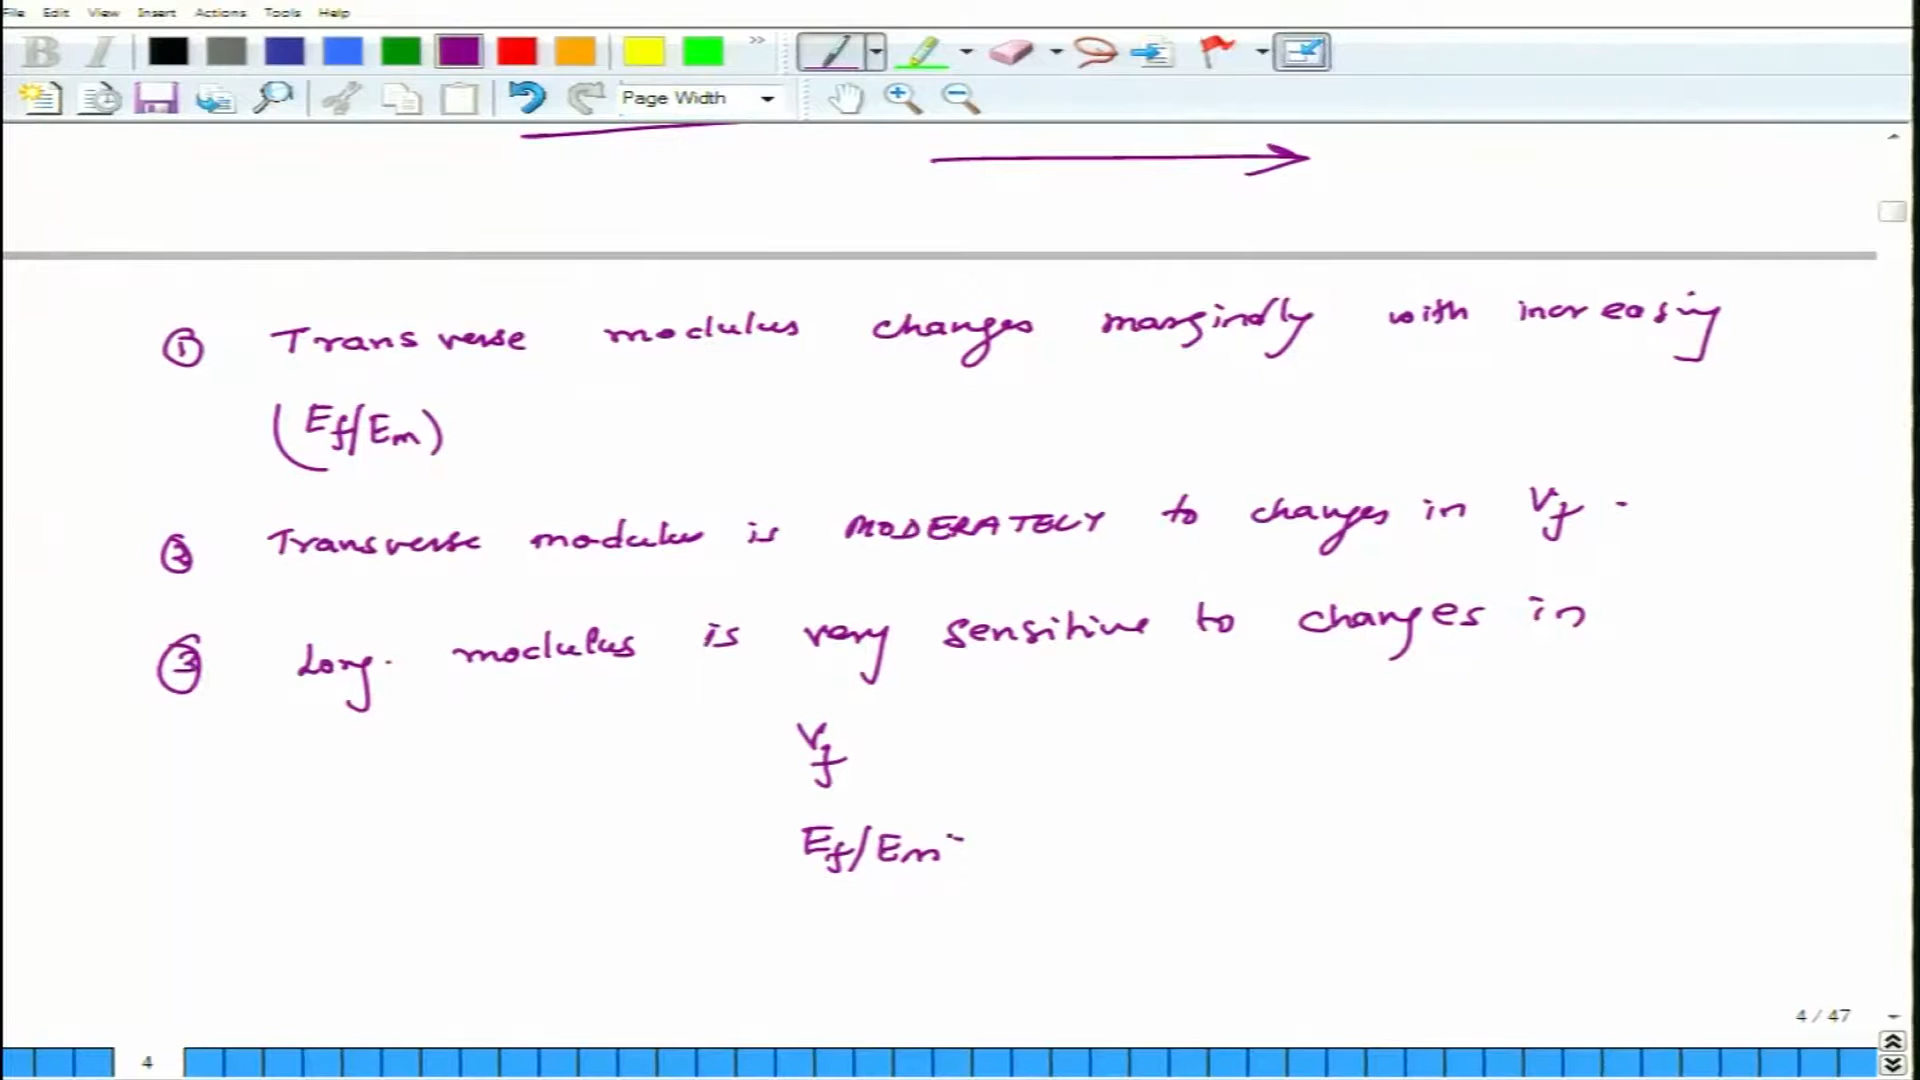 File Edit View Insert Actions Tools Help
B I
Page Width
① Transverse modulus changes marginally with increasing
(Ef/Em)
② Transverse modulus is MODERATELY to changes in Vf.
③ Long. modulus is very sensitive to changes in
Vf
Ef/Em
4 / 47
4